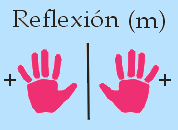 Reflexión (m)
+ +